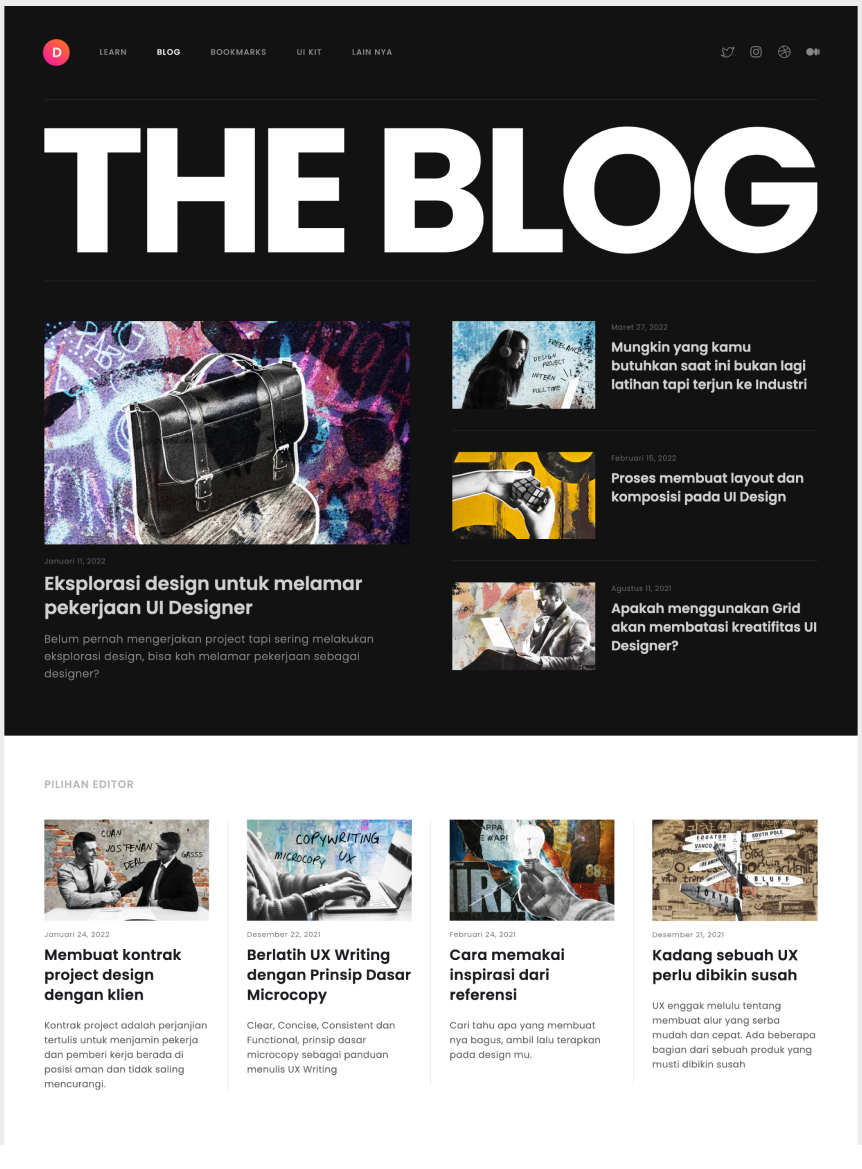 D
LEARN
BLOG
BOOKMARKS
UI KIT
LAIN NYA
THE BLOG
Januari 11, 2022
Eksplorasi design untuk melamar
pekerjaan UI Designer
Belum pernah mengerjakan project tapi sering melakukan
eksplorasi design, bisa kah melamar pekerjaan sebagai
designer?
FREELANCE
DESIGN
PROJECT
INTERN
FULLTIME
Maret 27, 2022
Mungkin yang kamu
butuhkan saat ini bukan lagi
latihan tapi terjun ke Industri
Februari 15, 2022
Proses membuat layout dan
komposisi pada UI Design
Agustus 11, 2021
Apakah menggunakan Grid
akan membatasi kreatifitas UI
Designer?
PILIHAN EDITOR
CUAN
JOS TENAN
DEAL
GASSS
Januari 24, 2022
Membuat kontrak
project design
dengan klien
Kontrak project adalah perjanjian
tertulis untuk menjamin pekerja
dan pemberi kerja berada di
posisi aman dan tidak saling
mencurangi.
COPYWRITING
MICROCOPY UX
Desember 22, 2021
Berlatih UX Writing
dengan Prinsip Dasar
Microcopy
Clear, Concise, Consistent dan
Functional, prinsip dasar
microcopy sebagai panduan
menulis UX Writing
Februari 24, 2021
Cara memakai
inspirasi dari
referensi
Cari tahu apa yang membuat
nya bagus, ambil lalu terapkan
pada design mu.
EQUATOR
SOUTH POLE
BLUFF
TOKYO
Desember 21, 2021
Kadang sebuah UX
perlu dibikin susah
UX enggak melulu tentang
membuat alur yang serba
mudah dan cepat. Ada beberapa
bagian dari sebuah produk yang
musti dibikin susah